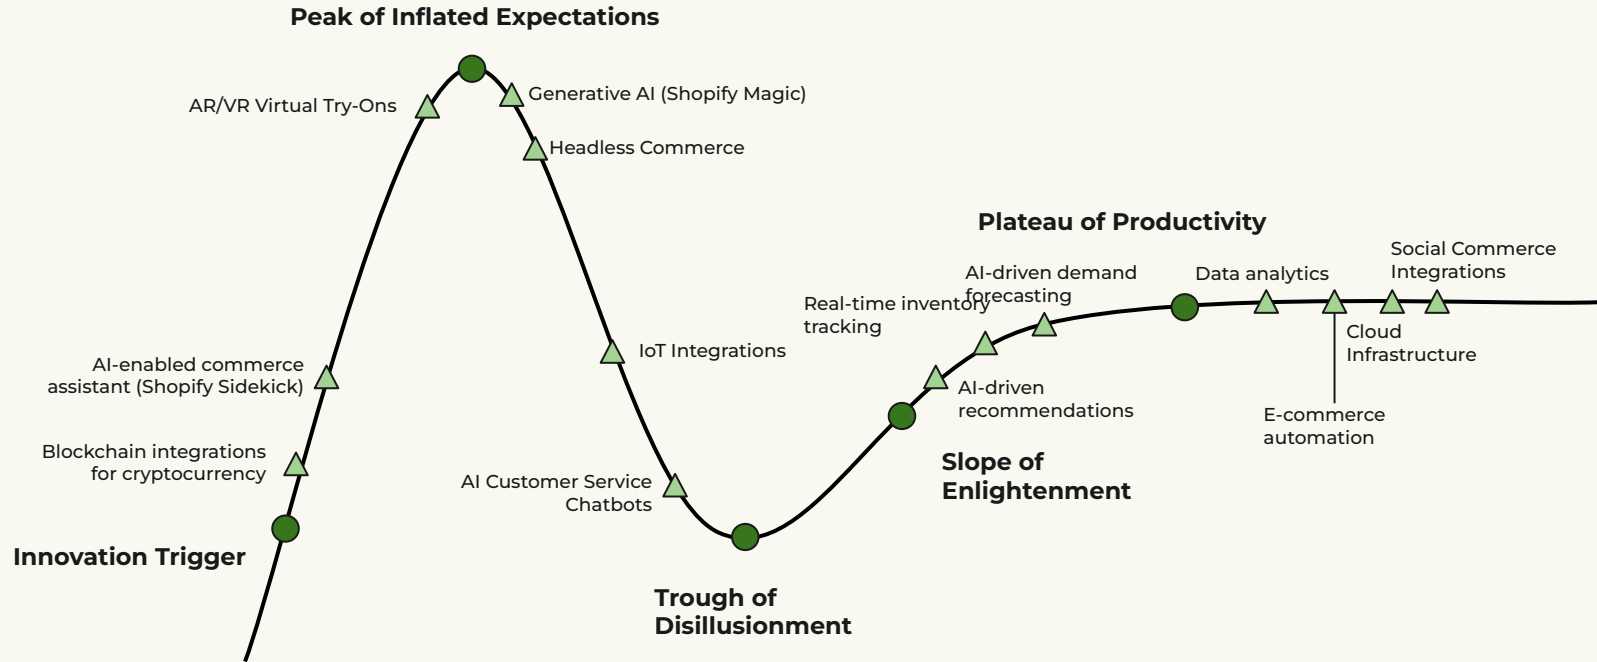 Peak of Inflated Expectations
AR/VR Virtual Try-Ons
Generative AI (Shopify Magic)
Headless Commerce
AI-enabled commerce
assistant (Shopify Sidekick)
Blockchain integrations
for cryptocurrency
Innovation Trigger
IoT Integrations
AI Customer Service
Chatbots
Trough of
Disillusionment
Plateau of Productivity
Real-time inventory
tracking
AI-driven demand
forecasting
AI-driven
recommendations
Slope of
Enlightenment
Data analytics
Social Commerce
Integrations
Cloud
Infrastructure
E-commerce
automation